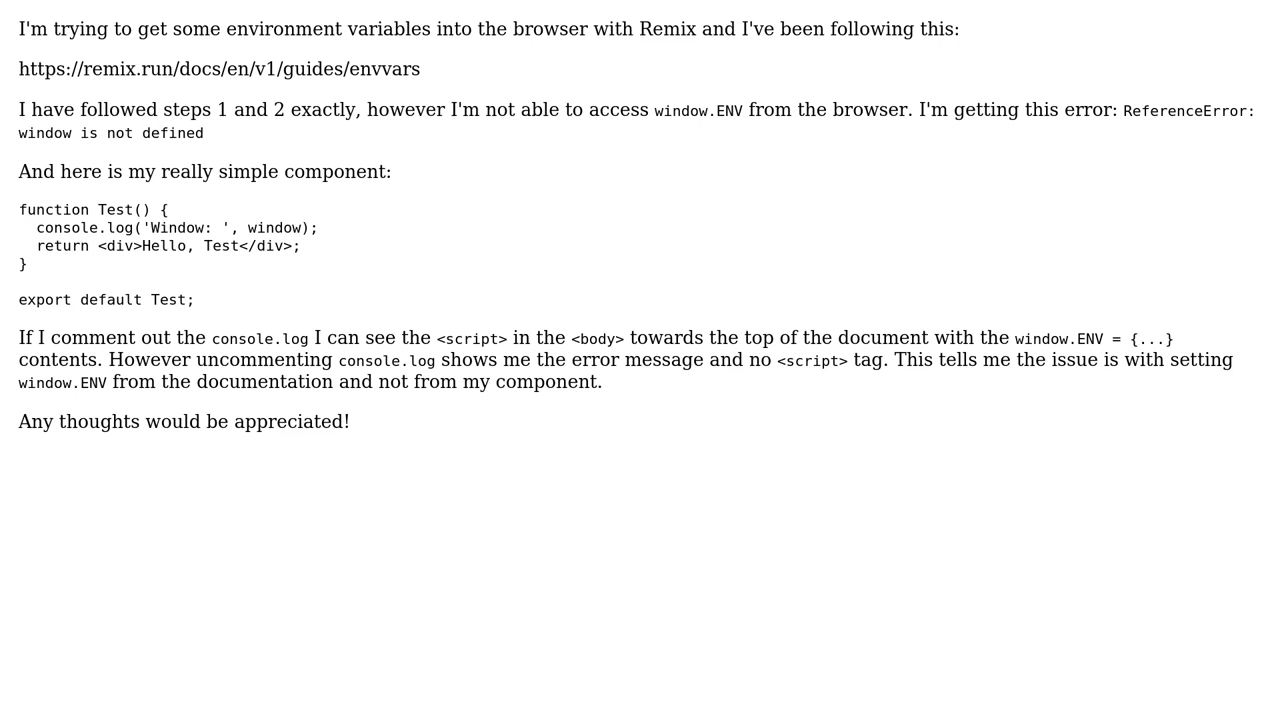 I'm trying to get some environment variables into the browser with Remix and I've been following this:
https://remix.run/docs/en/v1/guides/envvars
I have followed steps 1 and 2 exactly, however I'm not able to access window.ENV from the browser. I'm getting this error: ReferenceError:
window is not defined
And here is my really simple component:
function Test() {
  console.log('Window: ', window);
  return <div>Hello, Test</div>;
}
export default Test;
If I comment out the console.log I can see the <script> in the <body> towards the top of the document with the window.ENV = {...}
contents. However uncommenting console.log shows me the error message and no <script> tag. This tells me the issue is with setting
window.ENV from the documentation and not from my component.
Any thoughts would be appreciated!